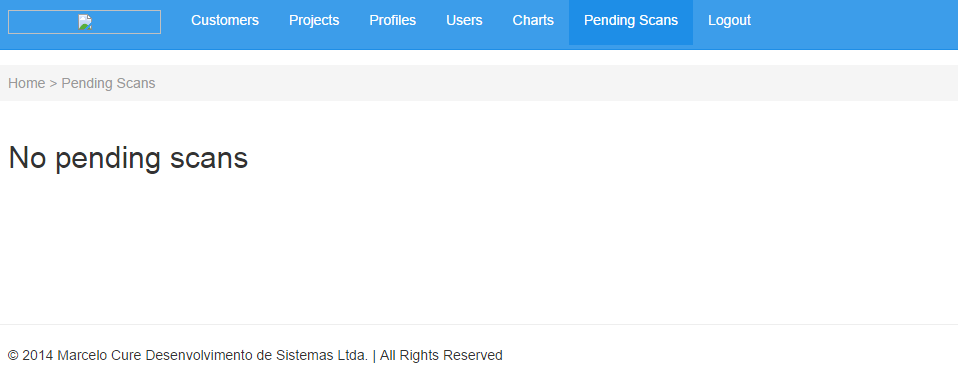 Customers Projects Profiles Users Charts Pending Scans Logout
Home > Pending Scans
No pending scans
© 2014 Marcelo Cure Desenvolvimento de Sistemas Ltda. | All Rights Reserved